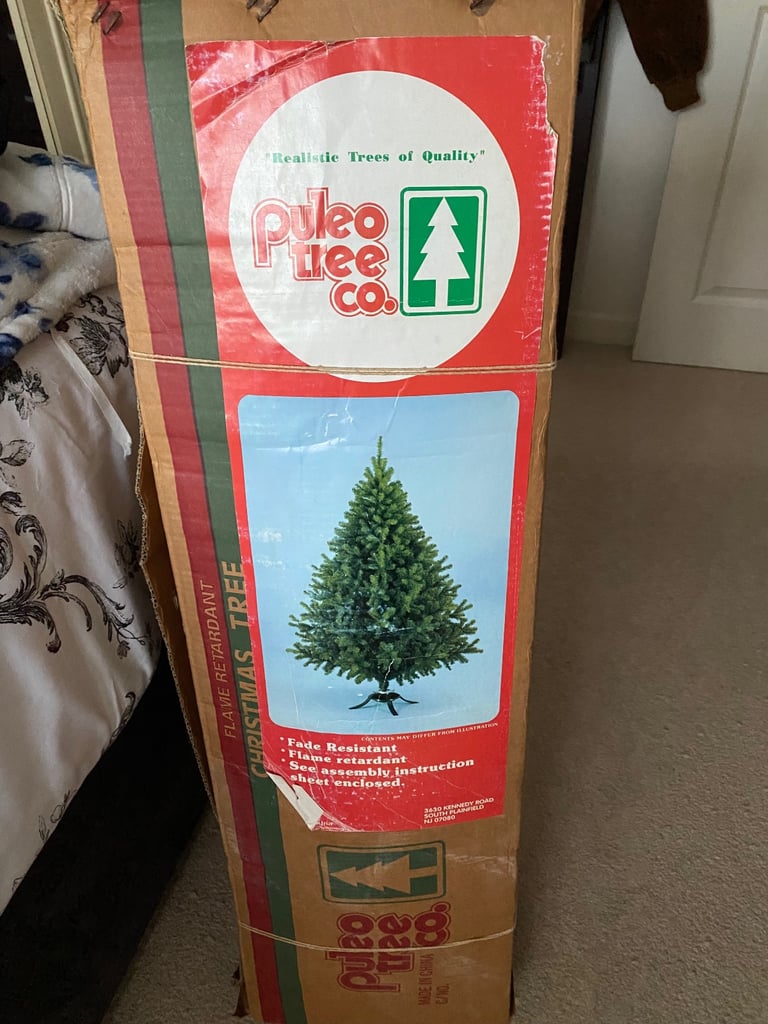 "Realistic Trees of Quality"
puleo
tree
co.
CONTENTS MAY DIFFER FROM ILLUSTRATION
* Fade Resistant
* Flame retardant
* See assembly instruction
sheet enclosed.
3630 KENNEDY ROAD
SOUTH PLAINFIELD
NJ 07080
FLAME RETARDANT
CHRISTMAS TREE
puleo
tree
co.
MADE IN CHINA
C/NO.